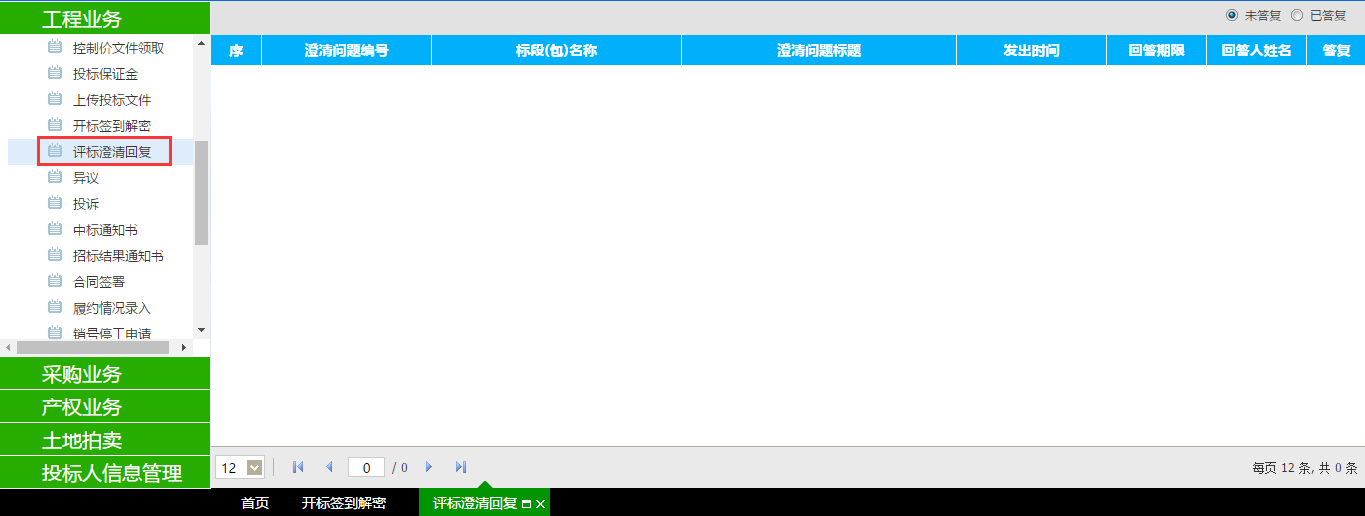 工程业务
控制价文件领取
投标保证金
上传投标文件
开标签到解密
评标澄清回复
异议
投诉
中标通知书
招标结果通知书
合同签署
履约情况录入
销号停工申请
采购业务
产权业务
土地拍卖
投标人信息管理
未答复 已答复
序 澄清问题编号 标段(包)名称 澄清问题标题 发出时间 回答期限 回答人姓名 答复
12 0 / 0 每页 12 条, 共 0 条
首页 开标签到解密 评标澄清回复